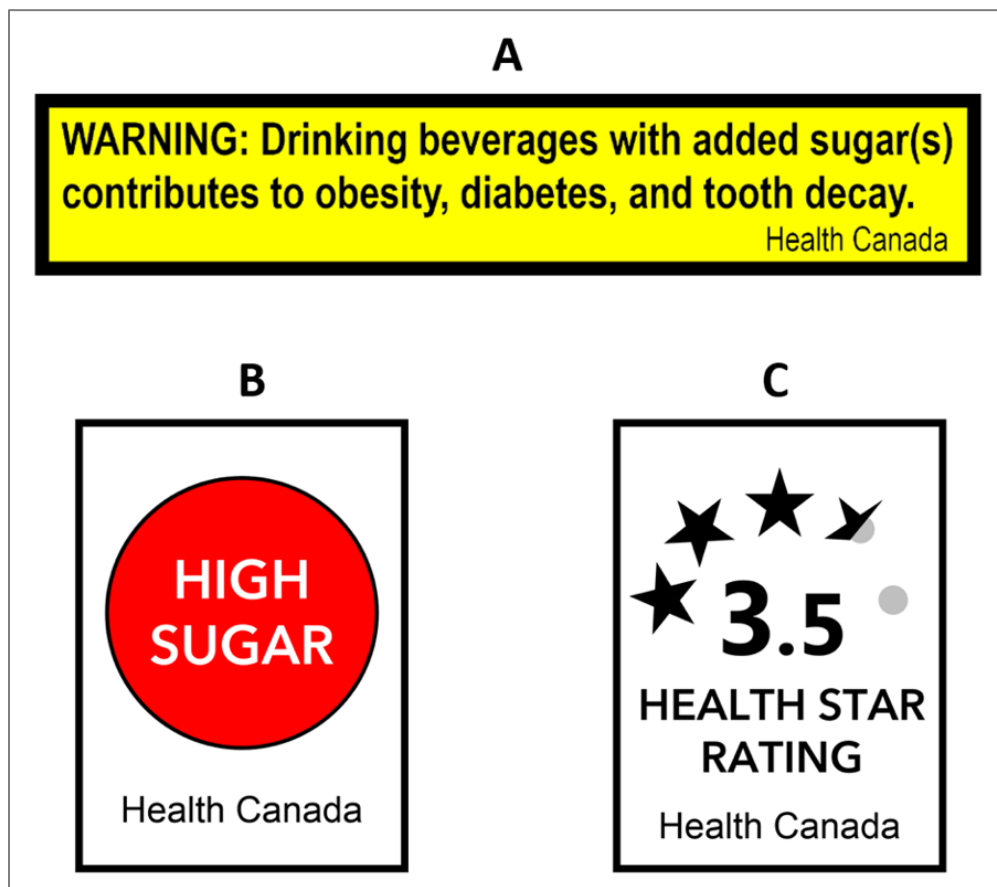 A
WARNING: Drinking beverages with added sugar(s)
contributes to obesity, diabetes, and tooth decay.
Health Canada
B
HIGH
SUGAR
Health Canada
C
3.5
HEALTH STAR
RATING
Health Canada